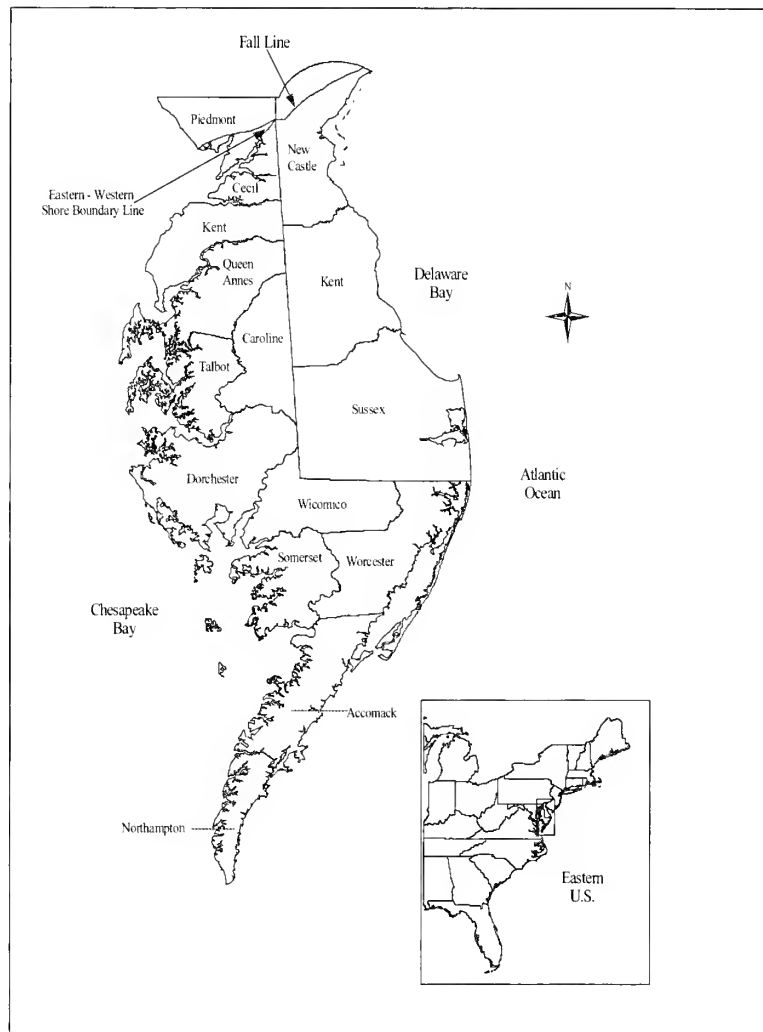 Fall Line
Piedmont
New
Castle
Eastern - Western
Shore Boundary Line
Cecil
Kent
Queen
Annes
Kent
Delaware
Bay
N
Caroline
Talbot
Sussex
Dorchester
Atlantic
Ocean
Wicomico
Somerset
Worcester
Chesapeake
Bay
Accomack
Northampton
Eastern
U.S.